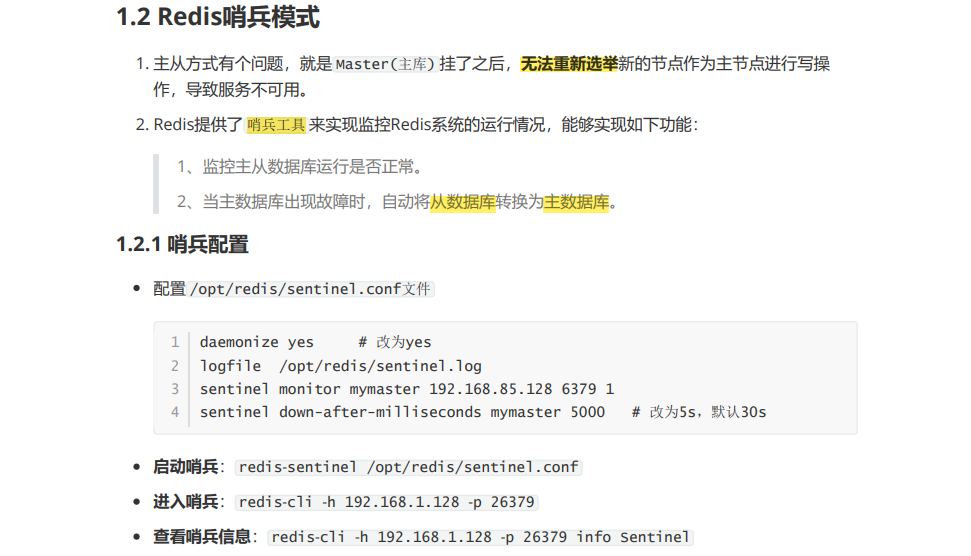 1.2 Redis哨兵模式
1. 主从方式有个问题，就是 Master(主库) 挂了之后，无法重新选举新的节点作为主节点进行写操
作，导致服务不可用。
2. Redis提供了 哨兵工具 来实现监控Redis系统的运行情况，能够实现如下功能：
1、监控主从数据库运行是否正常。
2、当主数据库出现故障时，自动将从数据库转换为主数据库。
1.2.1 哨兵配置
• 配置 /opt/redis/sentinel.conf文件
1 daemonize yes     # 改为yes
2 logfile  /opt/redis/sentinel.log
3 sentinel monitor mymaster 192.168.85.128 6379 1
4 sentinel down-after-milliseconds mymaster 5000   # 改为5s，默认30s
• 启动哨兵： redis-sentinel /opt/redis/sentinel.conf
• 进入哨兵： redis-cli -h 192.168.1.128 -p 26379
• 查看哨兵信息： redis-cli -h 192.168.1.128 -p 26379 info Sentinel